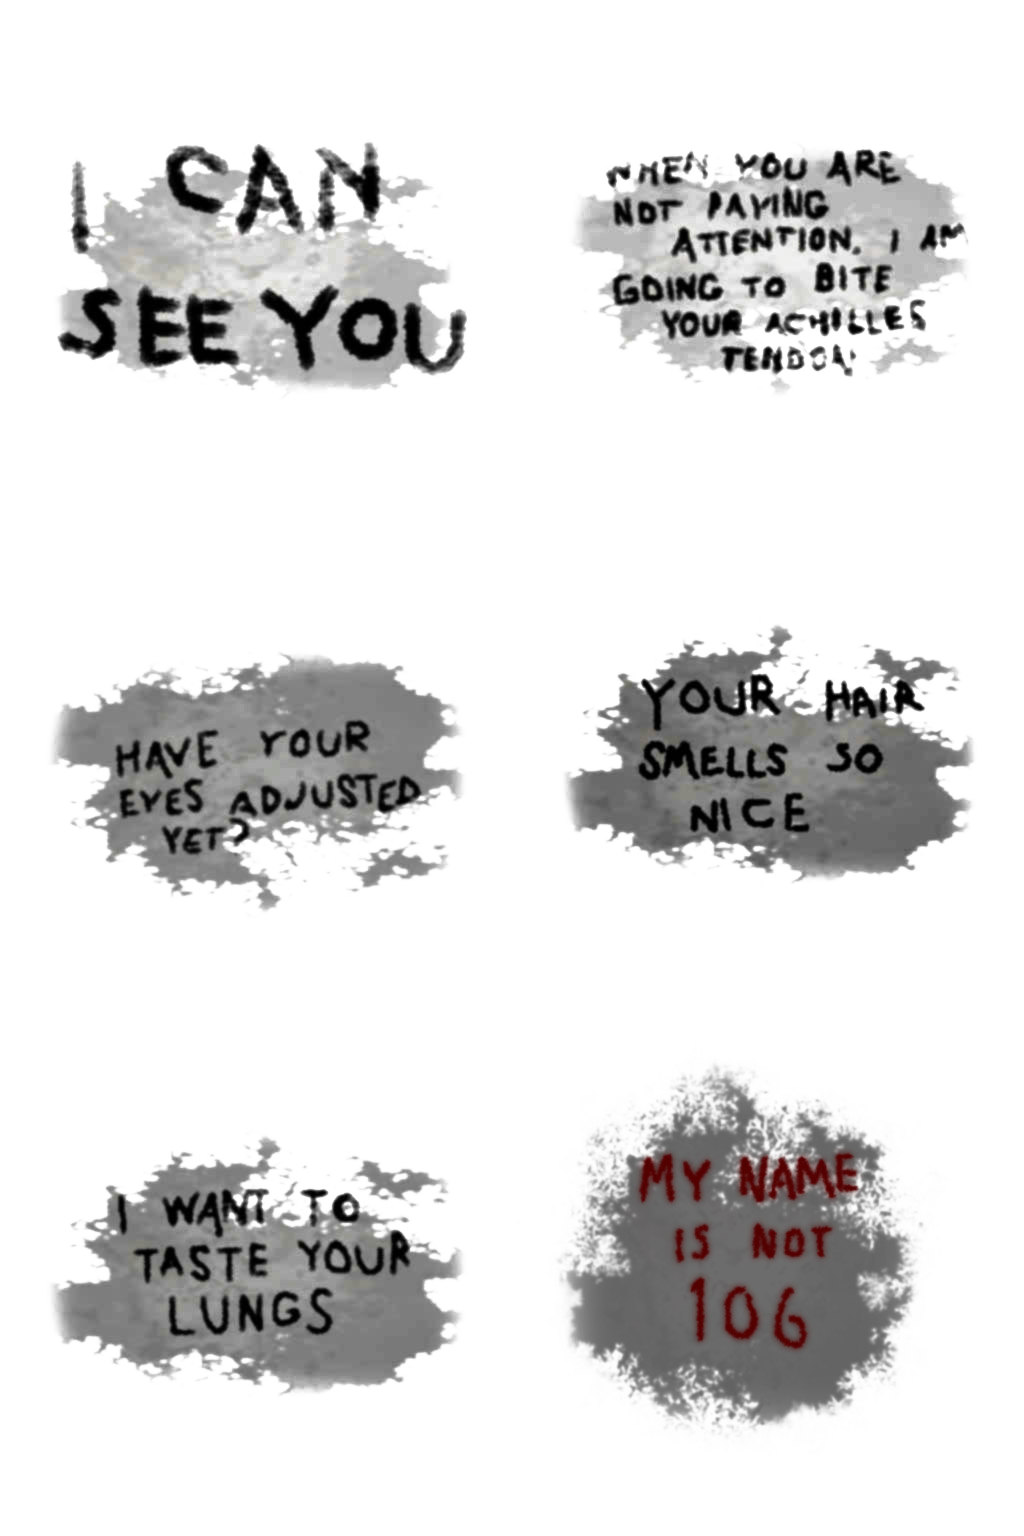 I CAN
SEE YOU
WHEN YOU ARE
NOT PAYING
ATTENTION. I AM
GOING TO BITE
YOUR ACHILLES
TENDON
HAVE YOUR
EYES ADJUSTED
YET?
YOUR HAIR
SMELLS SO
NICE
I WANT TO
TASTE YOUR
LUNGS
MY NAME
IS NOT
106